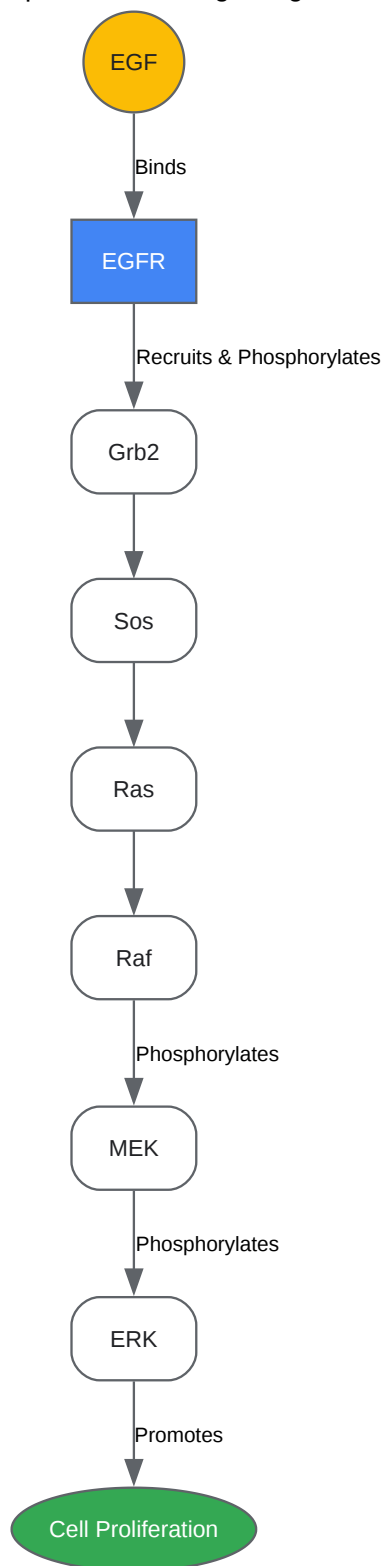 EGF
Binds
EGFR
Recruits & Phosphorylates
Grb2
Sos
Ras
Raf
Phosphorylates
MEK
Phosphorylates
ERK
Promotes
Cell Proliferation